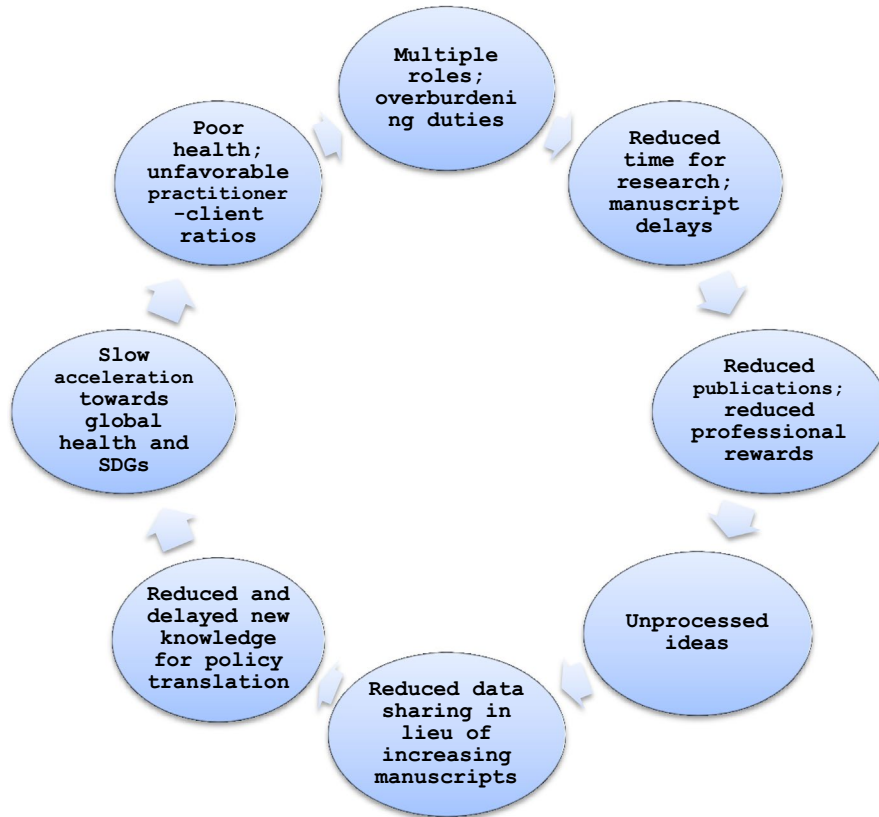 Multiple
roles;
overburdeni
ng duties
Reduced
time for
research;
manuscript
delays
Reduced
publications;
reduced
professional
rewards
Unprocessed
ideas
Reduced data
sharing in
lieu of
increasing
manuscripts
Reduced and
delayed new
knowledge
for policy
translation
Slow
acceleration
towards
global
health and
SDGs
Poor
health;
unfavorable
practitioner
-client
ratios